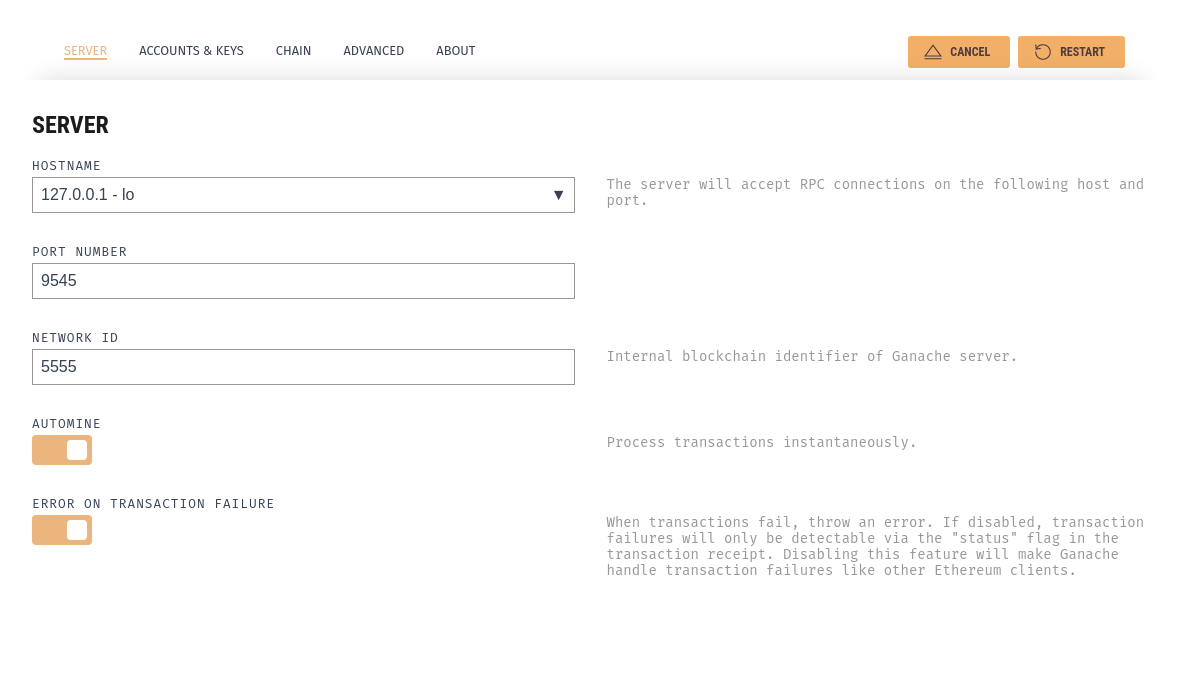 SERVER ACCOUNTS & KEYS CHAIN ADVANCED ABOUT CANCEL RESTART
SERVER
HOSTNAME
127.0.0.1 - lo
The server will accept RPC connections on the following host and
port.
PORT NUMBER
9545
NETWORK ID
5555
Internal blockchain identifier of Ganache server.
AUTOMINE
Process transactions instantaneously.
ERROR ON TRANSACTION FAILURE
When transactions fail, throw an error. If disabled, transaction
failures will only be detectable via the "status" flag in the
transaction receipt. Disabling this feature will make Ganache
handle transaction failures like other Ethereum clients.